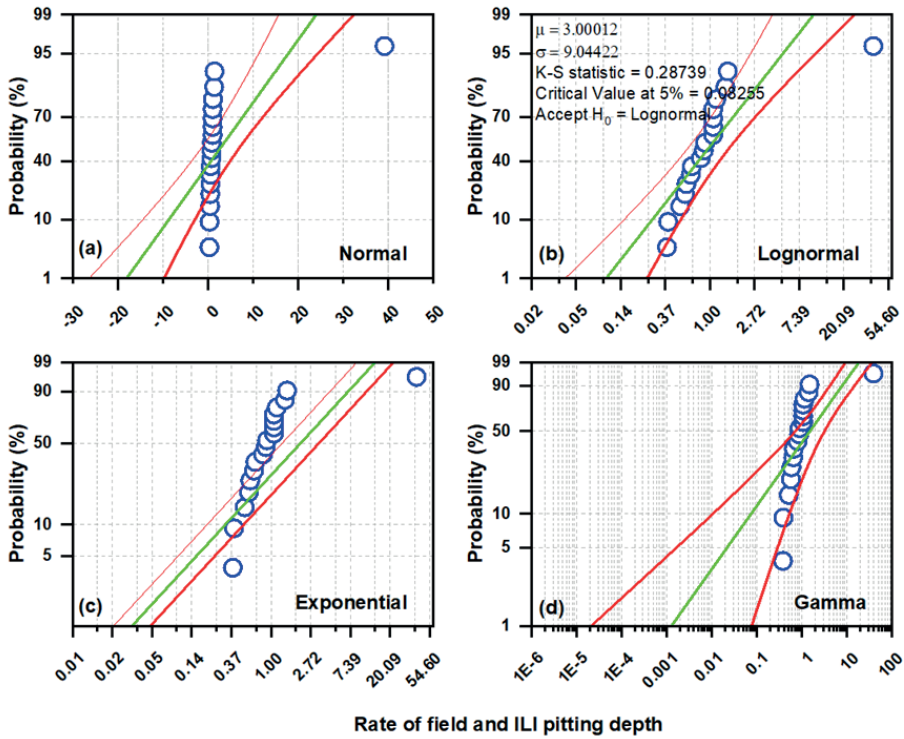 99
95
70
40
10
1
Probability (%)
(a)
Normal
-30 -20 -10 0 10 20 30 40 50
99
95
70
40
10
1
Probability (%)
μ = 3.00012
σ = 9.04422
K-S statistic = 0.28739
Critical Value at 5% = 0.08255
Accept H₀ = Lognormal
(b)
Lognormal
0.02 0.05 0.14 0.37 1.00 2.72 7.39 20.09 54.60
99
90
50
10
5
1
Probability (%)
(c)
Exponential
0.01 0.02 0.05 0.14 0.37 1.00 2.72 7.39 20.09 54.60
99
90
50
10
5
1
Probability (%)
(d)
Gamma
1E-6 1E-5 1E-4 0.001 0.01 0.1 1 10 100
Rate of field and ILI pitting depth